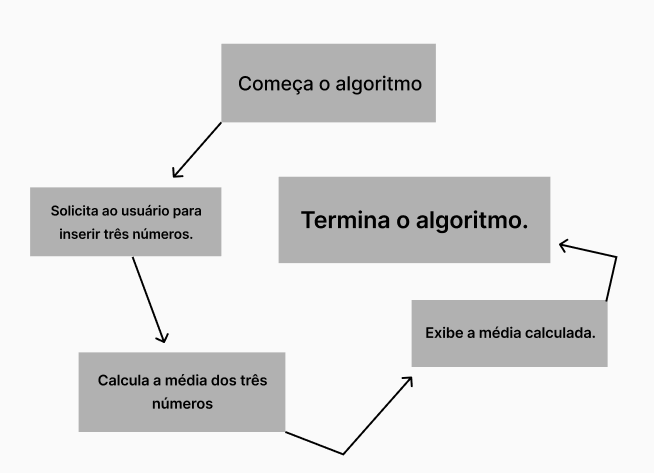 Começa o algoritmo
Solicita ao usuário para
inserir três números.
Calcula a média dos três
números
Exibe a média calculada.
Termina o algoritmo.